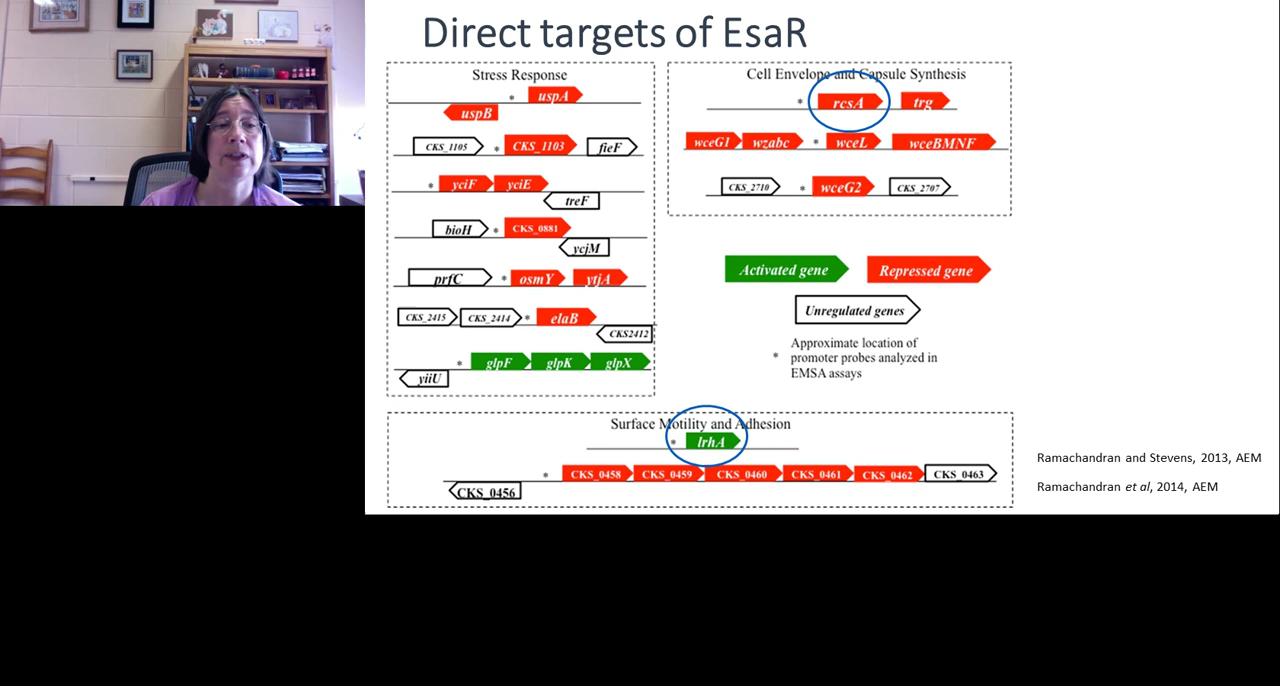 Direct targets of EsaR
Stress Response
* uspA
uspB
CKS_1105 * CKS_1103 fieF
* yciF yciE
treF
bioH * CKS_0881
ycjM
prfC * osmY ytjA
CKS_2415 CKS_2414 * elaB
CKS2412
* glpF glpK glpX
yiiU
Cell Envelope and Capsule Synthesis
* rcsA trg
wceG1 wzabc * wceL wceBMNF
CKS_2710 * wceG2 CKS_2707
Activated gene Repressed gene
Unregulated genes
* Approximate location of
promoter probes analyzed in
EMSA assays
Surface Motility and Adhesion
* lrhA
* CKS_0458 CKS_0459 CKS_0460 CKS_0461 CKS_0462 CKS_0463
CKS_0456
Ramachandran and Stevens, 2013, AEM
Ramachandran et al, 2014, AEM